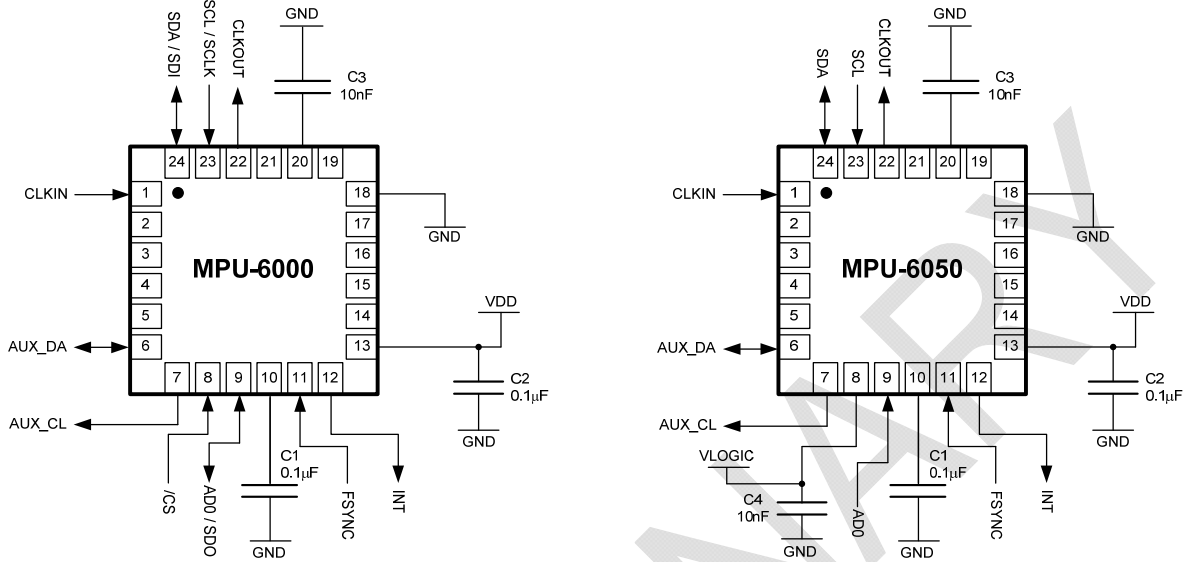 GND
SDA / SDI
SCL / SCLK
CLKOUT
C3
10nF
24 23 22 21 20 19
CLKIN
1
2
3
4
5
6
18
17
16
15
14
13
MPU-6000
GND
VDD
AUX_DA
7 8 9 10 11 12
C2
0.1µF
GND
AUX_CL
/CS
AD0 / SDO
C1
0.1µF
GND
FSYNC
INT
GND
SDA
SCL
CLKOUT
C3
10nF
24 23 22 21 20 19
CLKIN
1
2
3
4
5
6
18
17
16
15
14
13
MPU-6050
GND
VDD
AUX_DA
7 8 9 10 11 12
C2
0.1µF
GND
AUX_CL
VLOGIC
C4
10nF
GND
AD0
C1
0.1µF
GND
FSYNC
INT